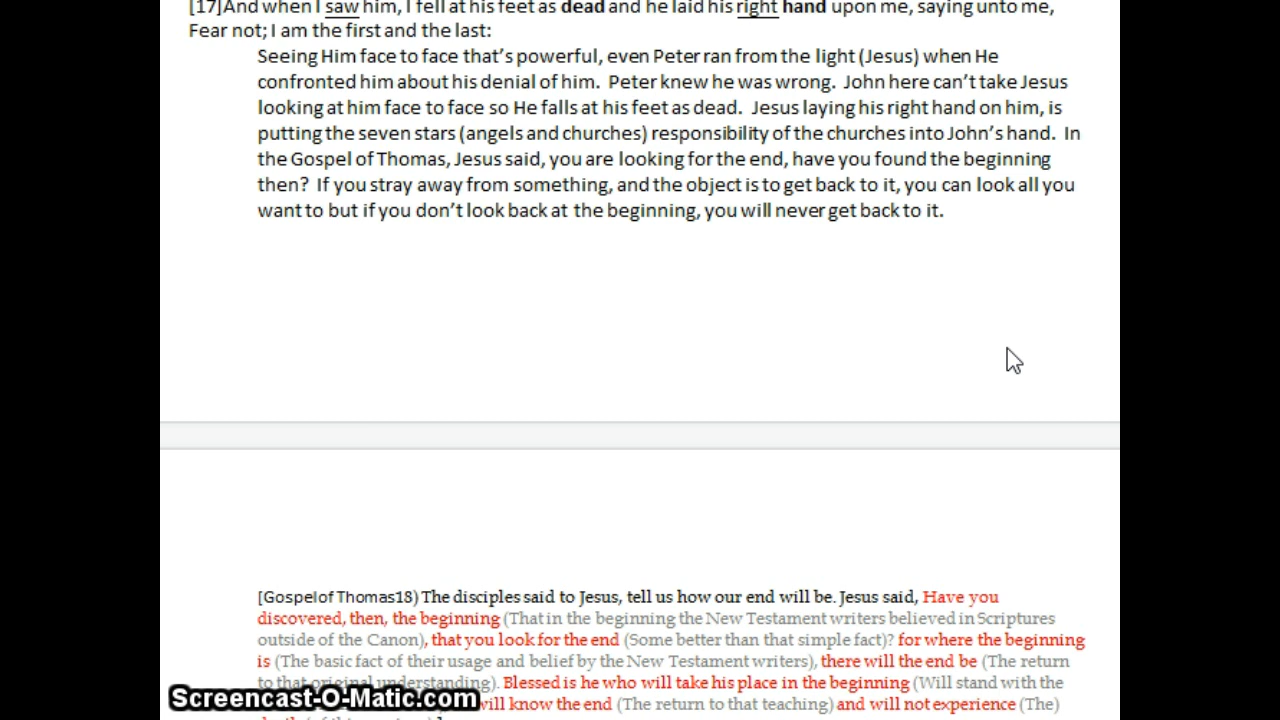 [17]And when I saw him, I fell at his feet as dead and he laid his right hand upon me, saying unto me,
Fear not; I am the first and the last:
Seeing Him face to face that's powerful, even Peter ran from the light (Jesus) when He
confronted him about his denial of him.  Peter knew he was wrong.  John here can't take Jesus
looking at him face to face so He falls at his feet as dead.  Jesus laying his right hand on him, is
putting the seven stars (angels and churches) responsibility of the churches into John's hand.  In
the Gospel of Thomas, Jesus said, you are looking for the end, have you found the beginning
then?  If you stray away from something, and the object is to get back to it, you can look all you
want to but if you don't look back at the beginning, you will never get back to it.
[Gospel of Thomas18) The disciples said to Jesus, tell us how our end will be. Jesus said, Have you
discovered, then, the beginning (That in the beginning the New Testament writers believed in Scriptures
outside of the Canon), that you look for the end (Some better than that simple fact)? for where the beginning
is (The basic fact of their usage and belief by the New Testament writers), there will the end be (The return
to that original understanding). Blessed is he who will take his place in the beginning (Will stand with the
will know the end (The return to that teaching) and will not experience (The)
Screencast-O-Matic.com